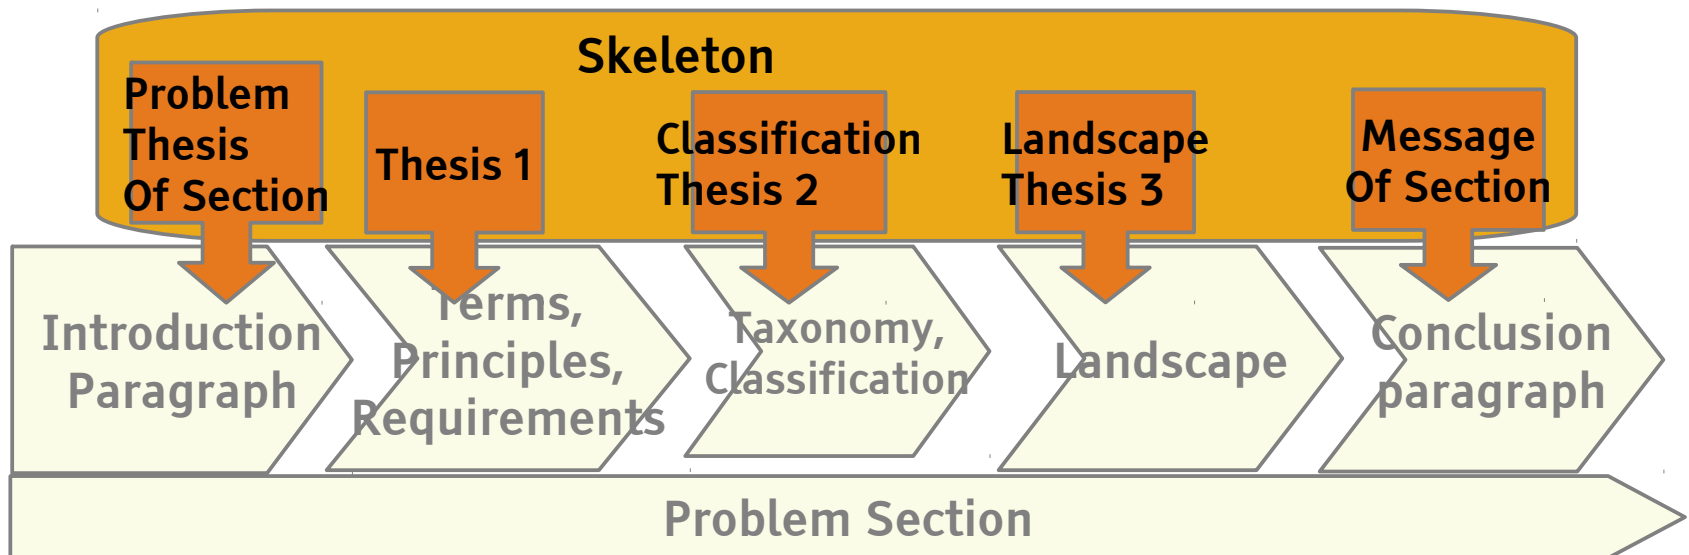 Skeleton
Problem
Thesis
Of Section
Thesis 1
Classification
Thesis 2
Landscape
Thesis 3
Message
Of Section
Introduction
Paragraph
Terms,
Principles,
Requirements
Taxonomy,
Classification
Landscape
Conclusion
paragraph
Problem Section